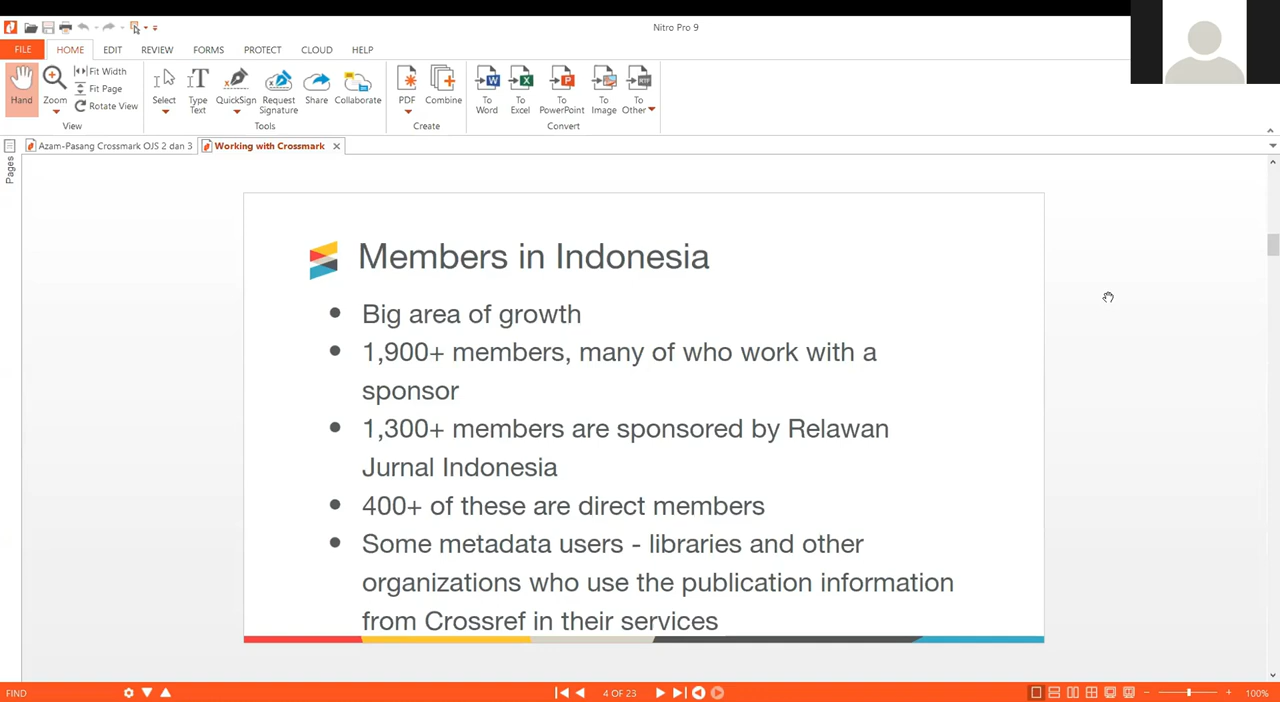 Nitro Pro 9
FILE HOME EDIT REVIEW FORMS PROTECT CLOUD HELP
Hand
Zoom
Fit Width
Fit Page
Rotate View
View
Select
Type Text
QuickSign
Request Signature
Share
Collaborate
Tools
PDF
Combine
Create
To Word
To Excel
To PowerPoint
To Image
To Other
Convert
Azam-Pasang Crossmark OJS 2 dan 3
Working with Crossmark
Pages
Members in Indonesia
• Big area of growth
• 1,900+ members, many of who work with a
sponsor
• 1,300+ members are sponsored by Relawan
Jurnal Indonesia
• 400+ of these are direct members
• Some metadata users - libraries and other
organizations who use the publication information
from Crossref in their services
FIND
4 OF 23
100%